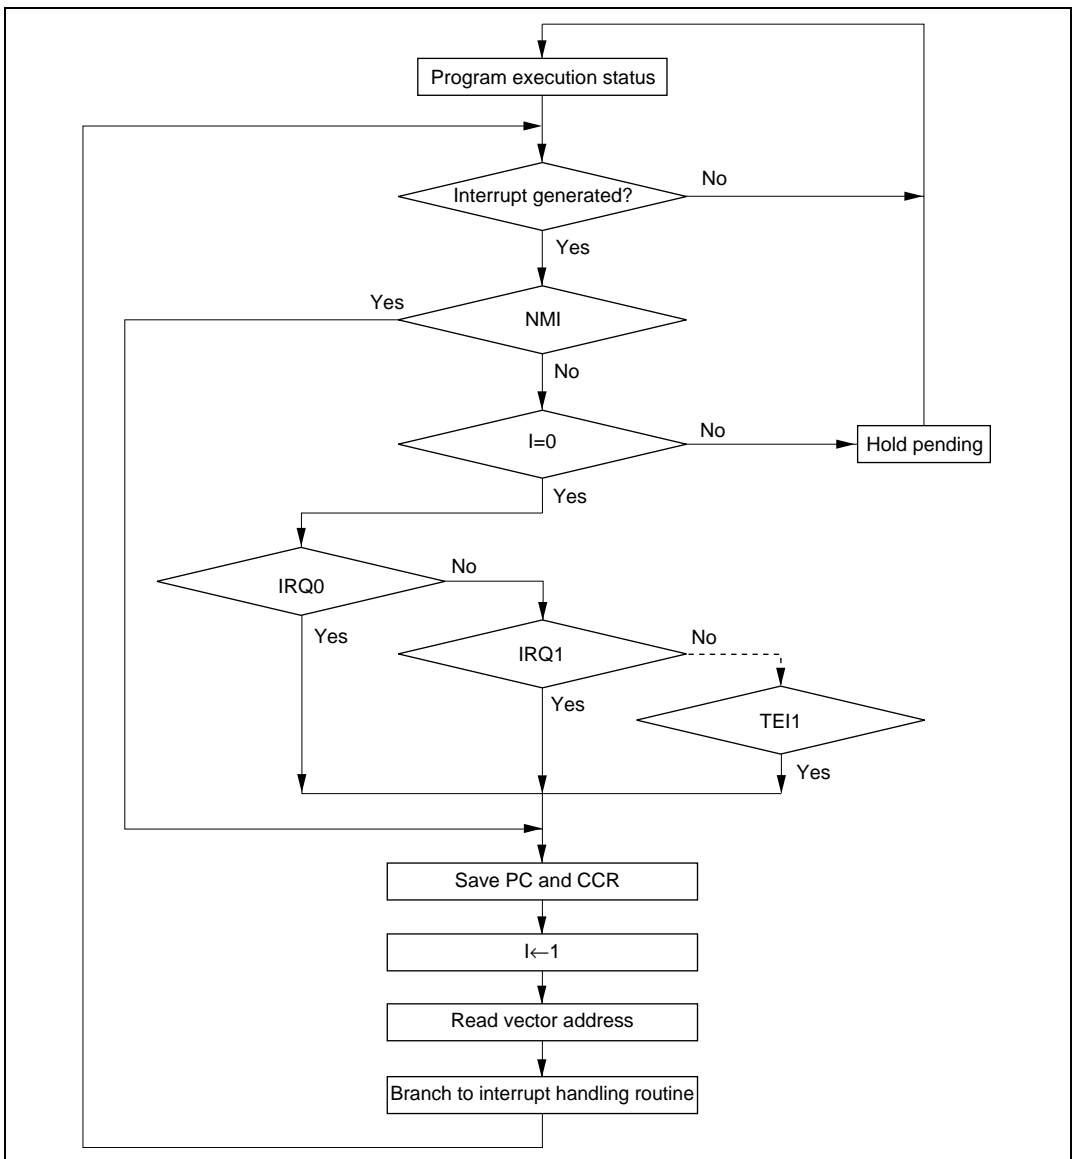 Program execution status
Interrupt generated?
No
Yes
Yes
NMI
No
I=0
No
Hold pending
Yes
IRQ0
No
Yes
IRQ1
No
Yes
TEI1
Yes
Save PC and CCR
I←1
Read vector address
Branch to interrupt handling routine